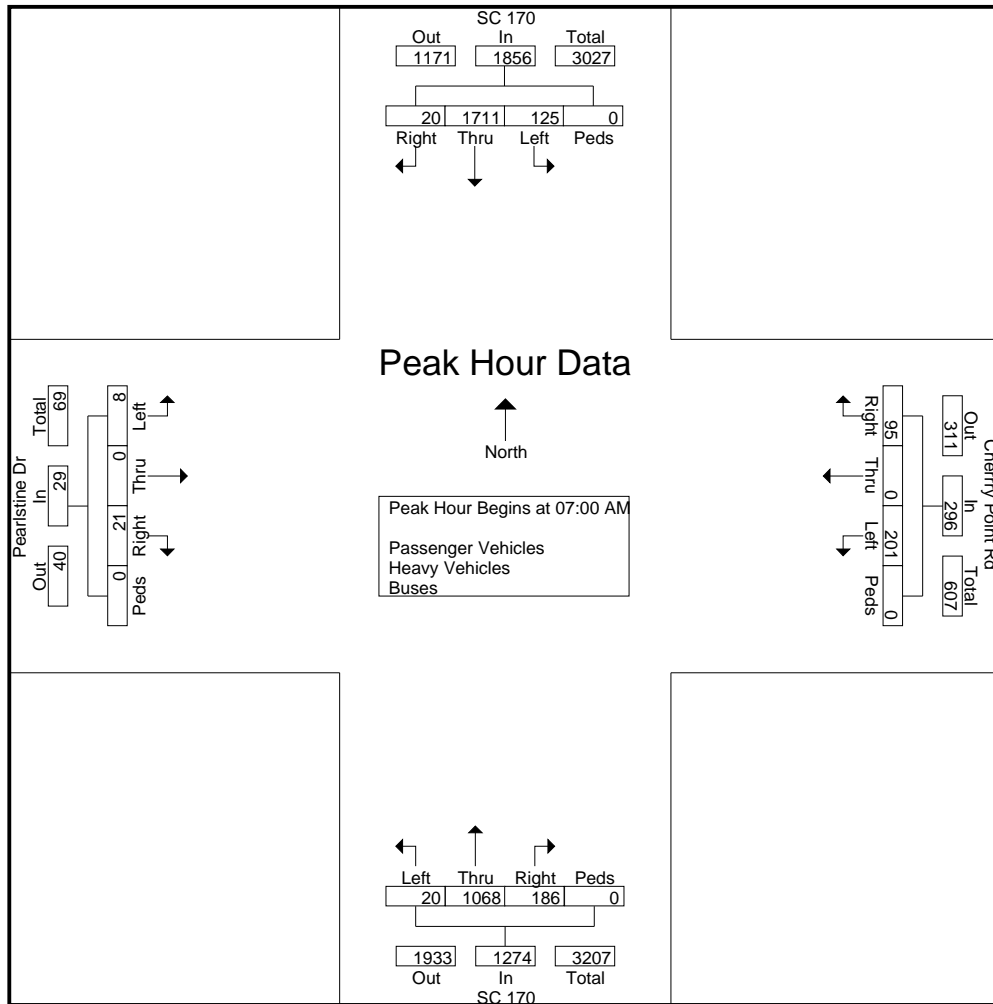 SC 170
Out In Total
1171 1856 3027
20 1711 125 0
Right Thru Left Peds
Peak Hour Data
North
Peak Hour Begins at 07:00 AM
Passenger Vehicles
Heavy Vehicles
Buses
Pearlstine Dr
Out In Total
40 29 69
0 21 0 8
Peds Right Thru Left
Cherrry Point Rd
Out In Total
311 296 607
95 0 201 0
Right Thru Left Peds
Left Thru Right Peds
20 1068 186 0
1933 1274 3207
Out In Total
SC 170